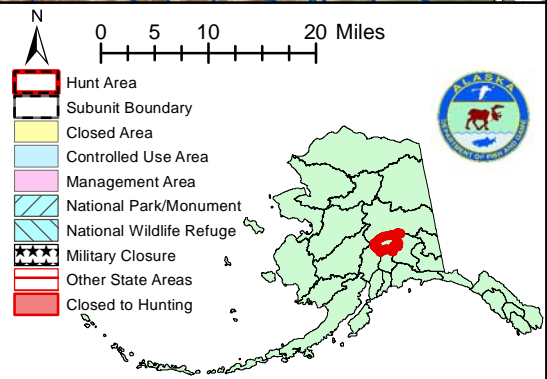 N
0 5 10 20 Miles
Hunt Area
Subunit Boundary
Closed Area
Controlled Use Area
Management Area
National Park/Monument
National Wildlife Refuge
Military Closure
Other State Areas
Closed to Hunting
ALASKA
DEPARTMENT OF FISH AND GAME